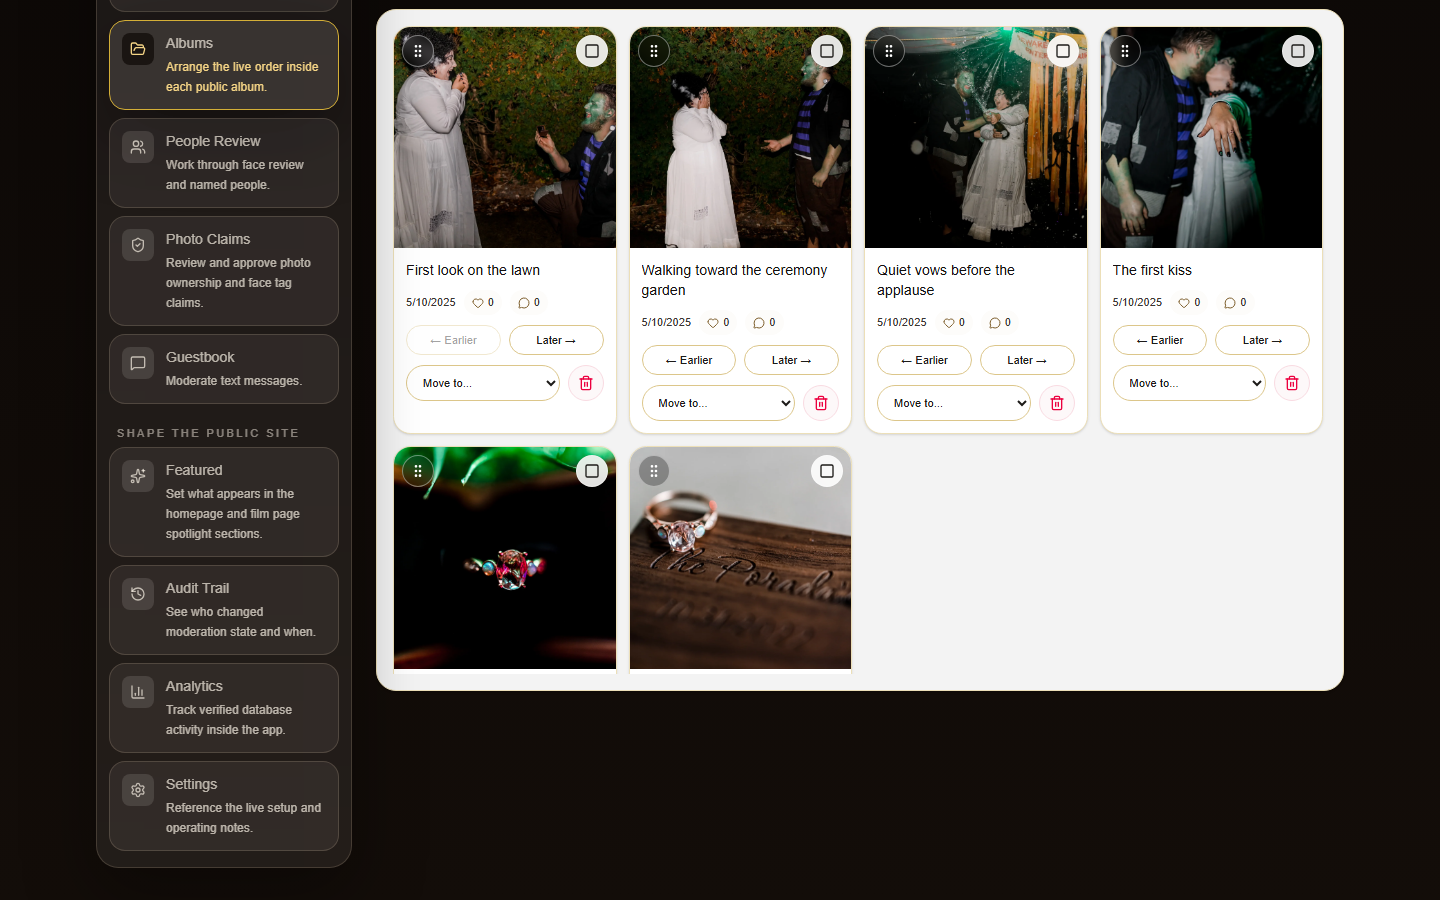 Albums
Arrange the live order inside
each public album.
People Review
Work through face review
and named people.
Photo Claims
Review and approve photo
ownership and face tag
claims.
Guestbook
Moderate text messages.
SHAPE THE PUBLIC SITE
Featured
Set what appears in the
homepage and film page
spotlight sections.
Audit Trail
See who changed
moderation state and when.
Analytics
Track verified database
activity inside the app.
Settings
Reference the live setup and
operating notes.
First look on the lawn
5/10/2025 0 0
← Earlier Later →
Move to...
Walking toward the ceremony
garden
5/10/2025 0 0
← Earlier Later →
Move to...
Quiet vows before the
applause
5/10/2025 0 0
← Earlier Later →
Move to...
The first kiss
5/10/2025 0 0
← Earlier Later →
Move to...
The